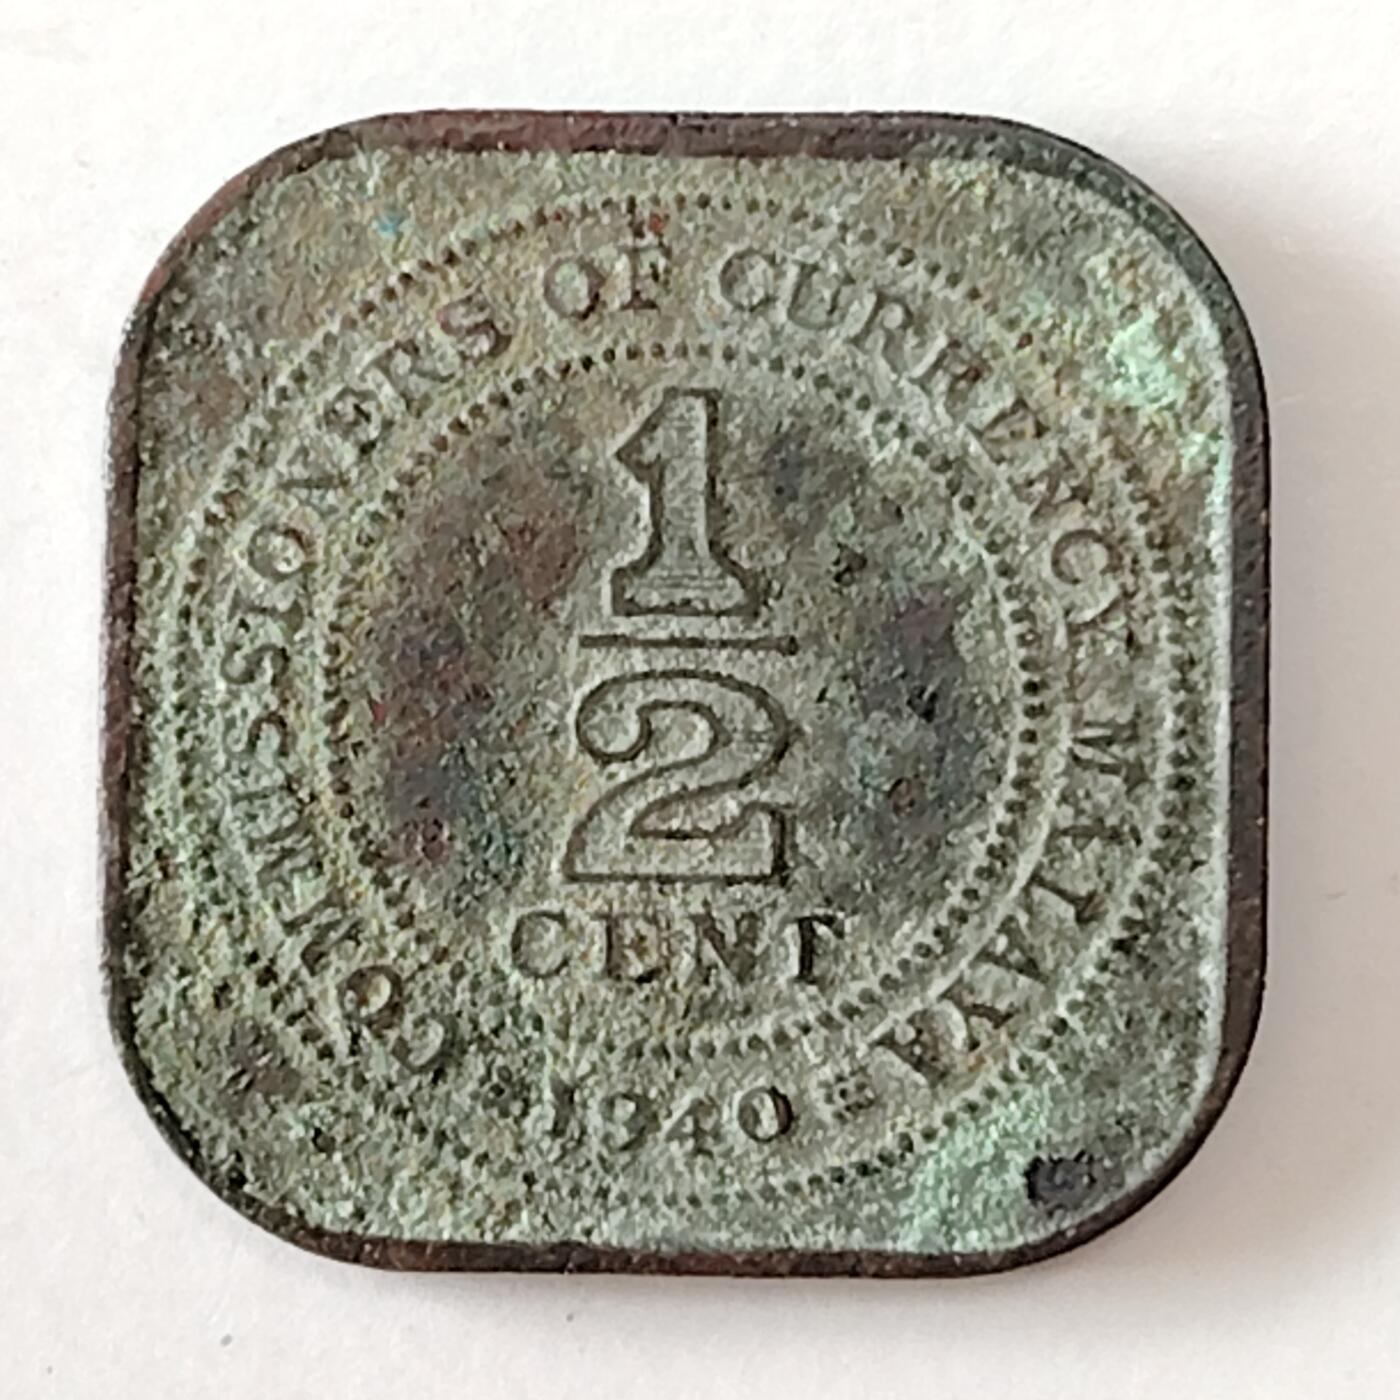 COMMISSIONERS OF CURRENCY MALAYA
1/2
CENT
1940